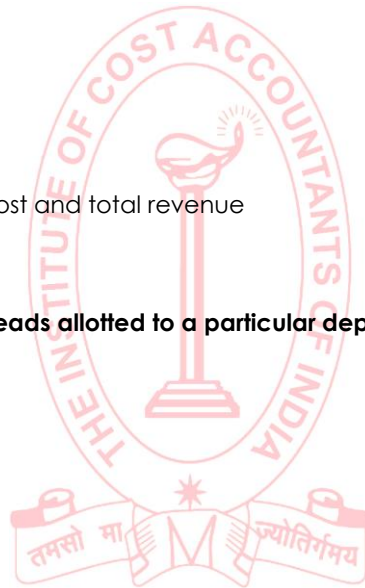 THE INSTITUTE OF COST ACCOUNTANTS OF INDIA
ost and total revenue
eads allotted to a particular dep
तमसो मा ज्योतिर्गमय